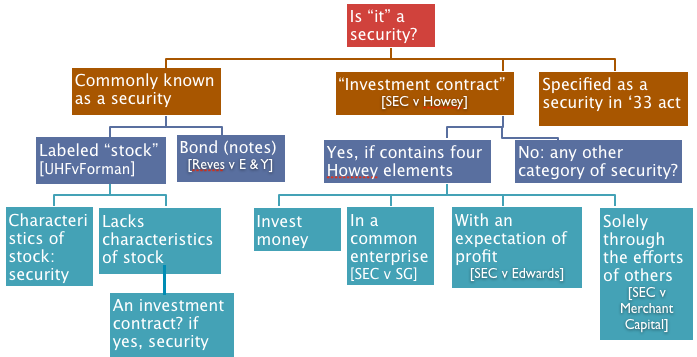 Is “it” a
security?
Commonly known
as a security
“Investment contract”
[SEC v Howey]
Specified as a
security in ‘33 act
Labeled “stock”
[UHFvForman]
Bond (notes)
[Reves v E & Y]
Yes, if contains four
Howey elements
No: any other
category of security?
Characteri
stics of
stock:
security
Lacks
characteristics
of stock
Invest
money
In a
common
enterprise
[SEC v SG]
With an
expectation of
profit
[SEC v Edwards]
Solely
through
the efforts
of others
[SEC v
Merchant
Capital]
An investment
contract? if
yes, security